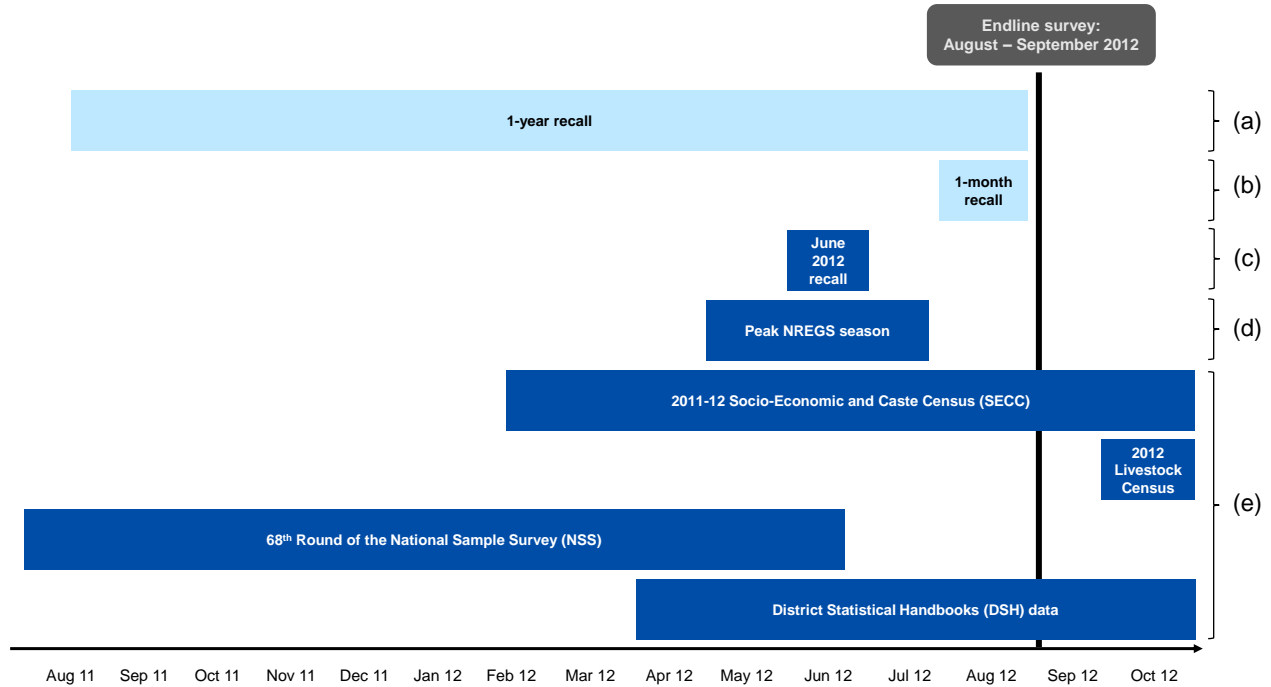 Endline survey:
August – September 2012
1-year recall
(a)
1-month
recall
(b)
June
2012
recall
(c)
Peak NREGS season
(d)
2011-12 Socio-Economic and Caste Census (SECC)
2012
Livestock
Census
(e)
68th Round of the National Sample Survey (NSS)
District Statistical Handbooks (DSH) data
Aug 11 Sep 11 Oct 11 Nov 11 Dec 11 Jan 12 Feb 12 Mar 12 Apr 12 May 12 Jun 12 Jul 12 Aug 12 Sep 12 Oct 12